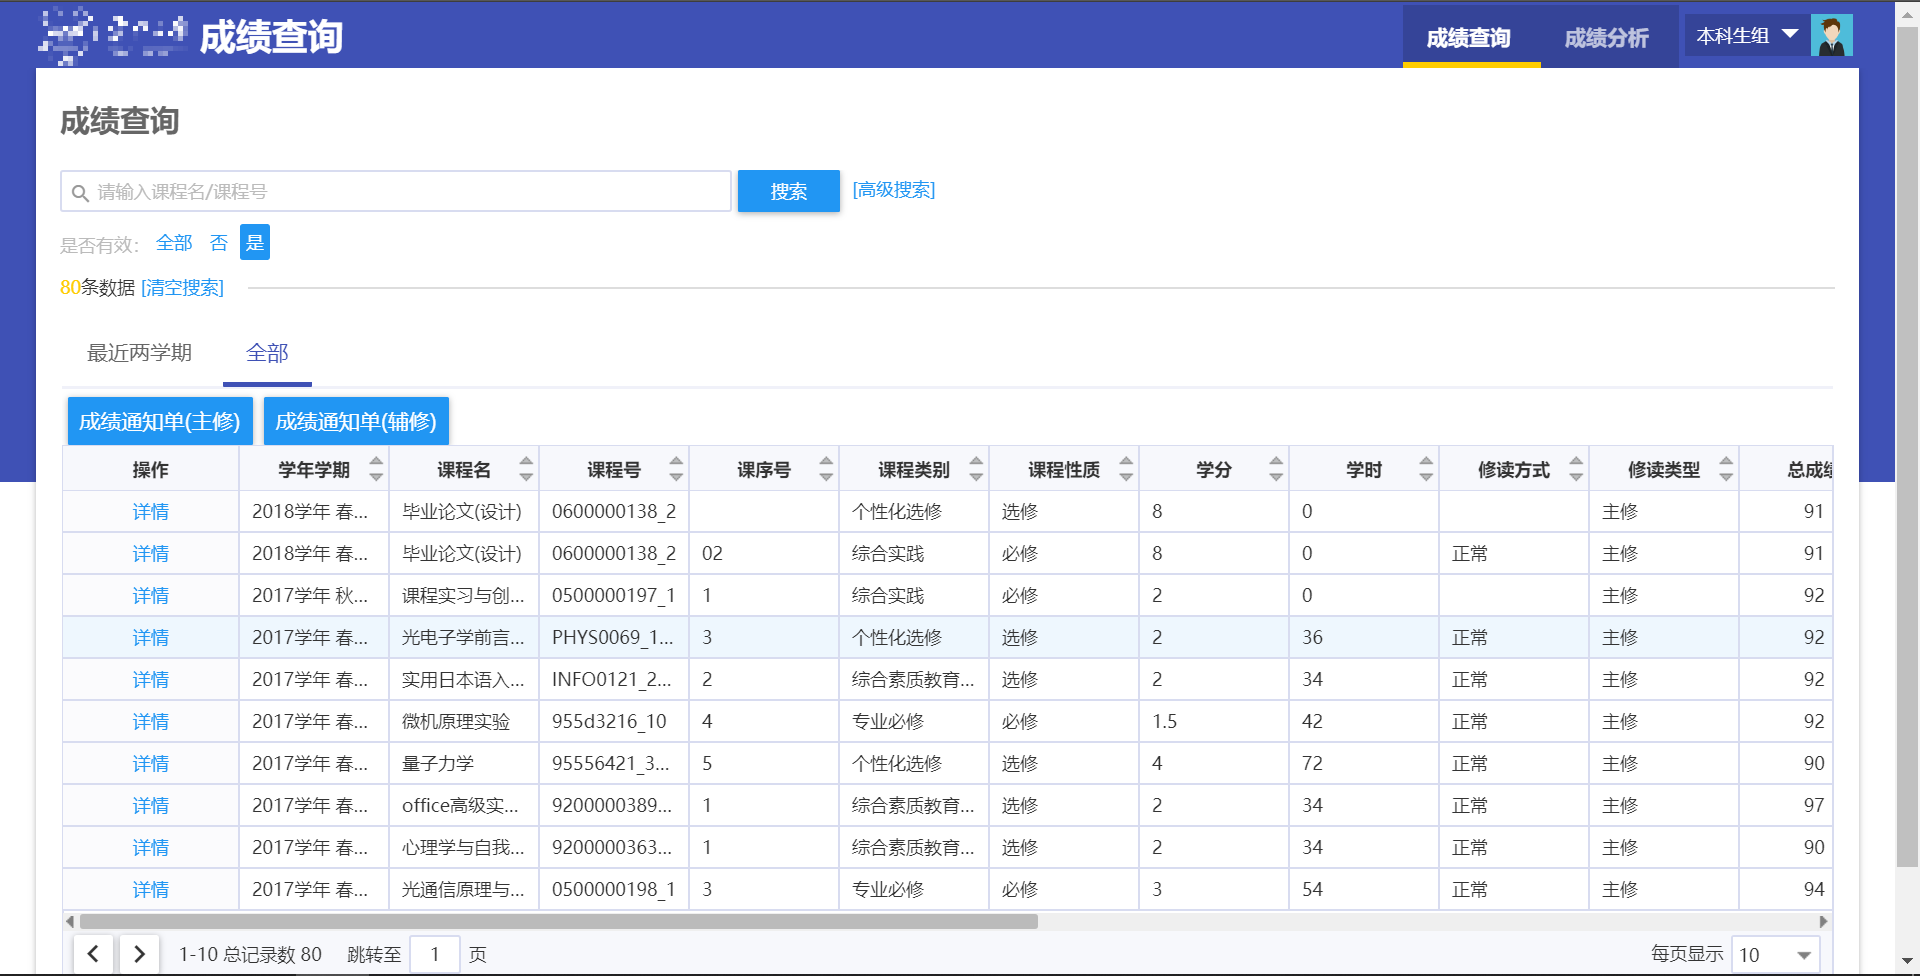 成绩查询 成绩查询 成绩分析 本科生组
成绩查询
请输入课程名/课程号 搜索 [高级搜索]
是否有效: 全部 否 是
80条数据 [清空搜索]
最近两学期 全部
成绩通知单(主修) 成绩通知单(辅修)
操作 学年学期 课程名 课程号 课序号 课程类别 课程性质 学分 学时 修读方式 修读类型 总成绩
详情 2018学年 春... 毕业论文(设计) 0600000138_2 个性化选修 选修 8 0 主修 91
详情 2018学年 春... 毕业论文(设计) 0600000138_2 02 综合实践 必修 8 0 正常 主修 91
详情 2017学年 秋... 课程实习与创... 0500000197_1 1 综合实践 必修 2 0 主修 92
详情 2017学年 春... 光电子学前言... PHYS0069_1... 3 个性化选修 选修 2 36 正常 主修 92
详情 2017学年 春... 实用日本语入... INFO0121_2... 2 综合素质教育... 选修 2 34 正常 主修 92
详情 2017学年 春... 微机原理实验 955d3216_10 4 专业必修 必修 1.5 42 正常 主修 92
详情 2017学年 春... 量子力学 95556421_3... 5 个性化选修 选修 4 72 正常 主修 90
详情 2017学年 春... office高级实... 9200000389... 1 综合素质教育... 选修 2 34 正常 主修 97
详情 2017学年 春... 心理学与自我... 9200000363... 1 综合素质教育... 选修 2 34 正常 主修 90
详情 2017学年 春... 光通信原理与... 0500000198_1 3 专业必修 必修 3 54 正常 主修 94
1-10 总记录数 80 跳转至 1 页 每页显示 10